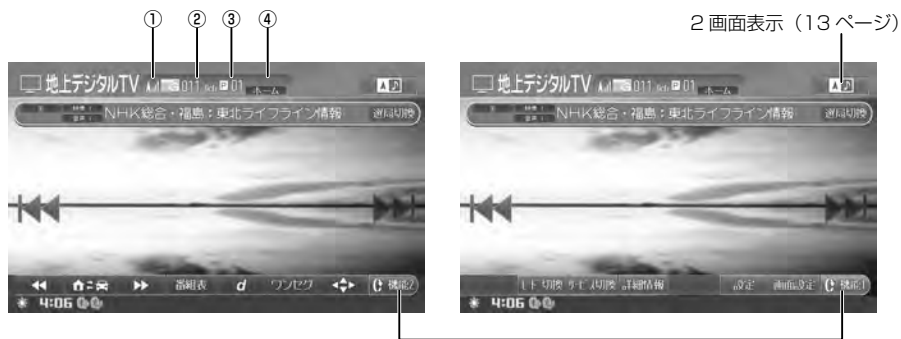 ① ② ③ ④
2画面表示（13ページ）
地上デジタルTV 011 P 01
ホーム
A♪
NHK総合・福島：東北ライフライン情報 選局切換
番組表 d ワンセグ 機能2
4:06
地上デジタルTV 011 P 01
ホーム
A♪
NHK総合・福島：東北ライフライン情報 選局切換
詳細情報 設定 画面設定 機能1
4:06